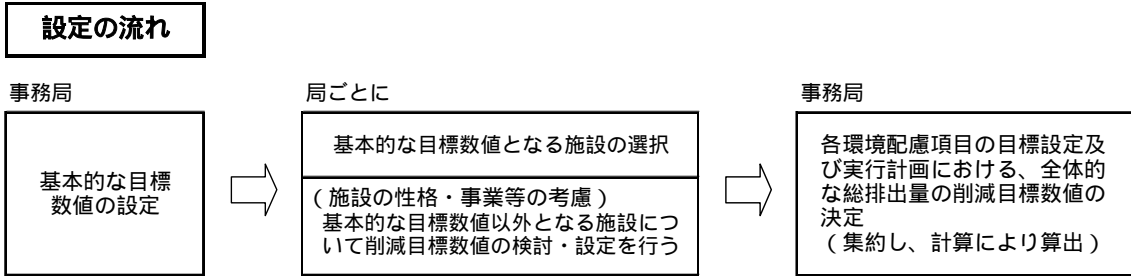 設定の流れ
事務局
基本的な目標
数値の設定
局ごとに
基本的な目標数値となる施設の選択
（施設の性格・事業等の考慮）
基本的な目標数値以外となる施設につ
いて削減目標数値の検討・設定を行う
事務局
各環境配慮項目の目標設定及
び実行計画における、全体的
な総排出量の削減目標数値の
決定
（集約し、計算により算出）